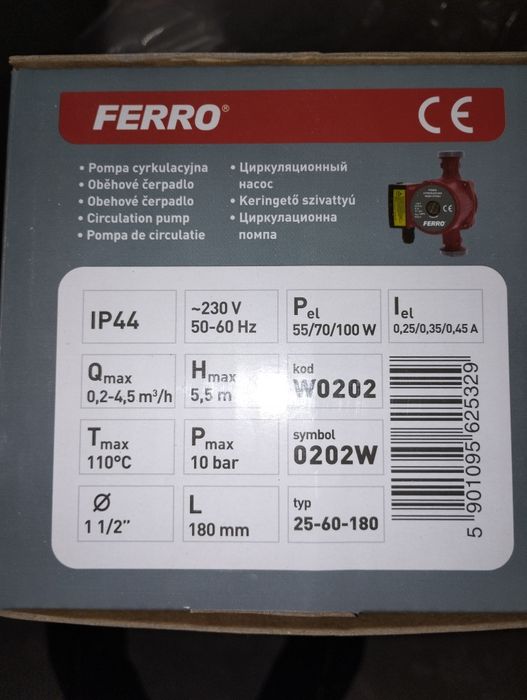 FERRO®
CE
• Pompa cyrkulacyjna
• Oběhové čerpadlo
• Obehové čerpadlo
• Circulation pump
• Pompa de circulatie
• Циркуляционный
насос
• Keringető szivattyú
• Циркулационна
помпа
FERRO
IP44
~230 V
50-60 Hz
Pel
55/70/100 W
Iel
0,25/0,35/0,45 A
Qmax
0,2-4,5 m³/h
Hmax
5,5 m
kod
W0202
Tmax
110°C
Pmax
10 bar
symbol
0202W
Ø
1 1/2”
L
180 mm
typ
25-60-180
5 901095 625329